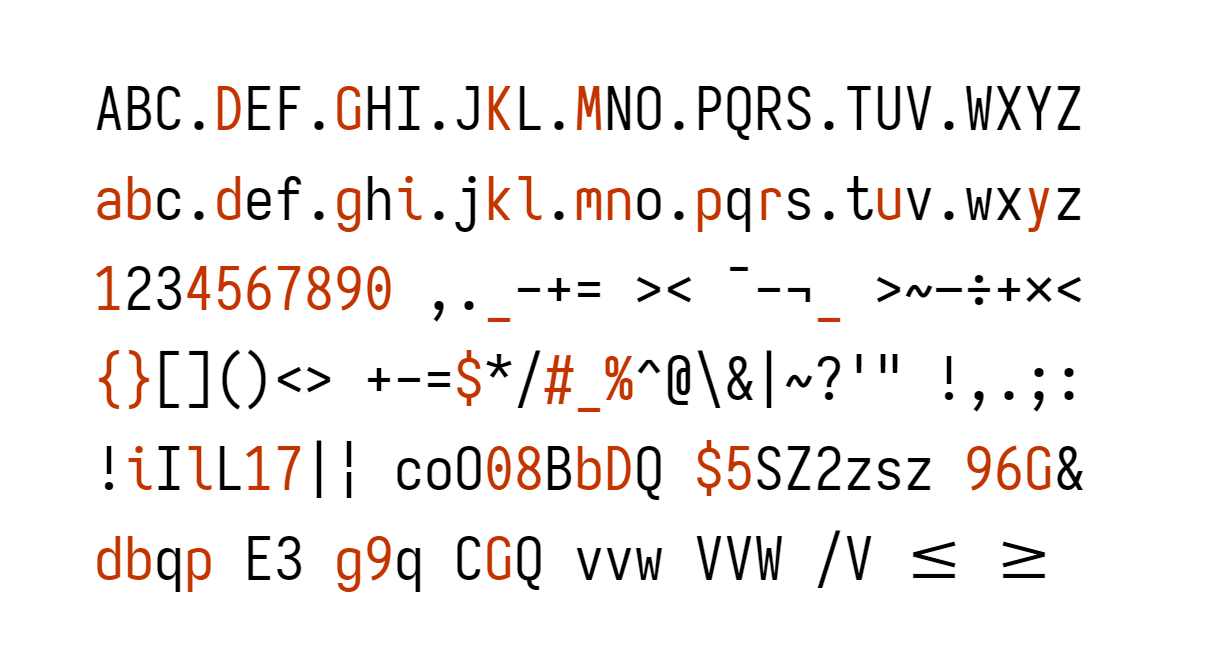 ABC.DEF.GHI.JKL.MNO.PQRS.TUV.WXYZ
abc.def.ghi.jkl.mno.pqrs.tuv.wxyz
1234567890 ,._-+= >< ¯-¬_ >~–÷+×<
{}[]()<> +-=$*/#_%^@\&|~?'" !,.;:
!iIlL17|¦ coO08BbDQ $5SZ2zsz 96G&
dbqp E3 g9q CGQ vvw VVW /V ≤ ≥